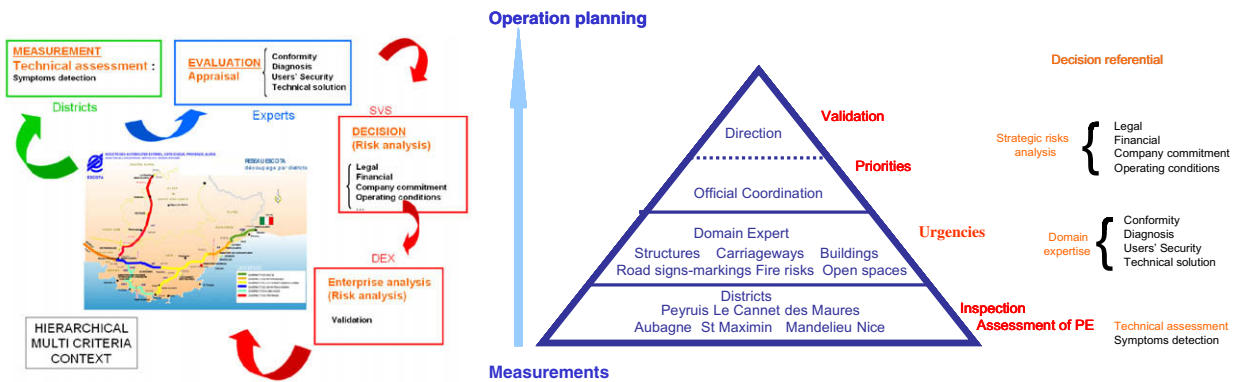 MEASUREMENT
Technical assessment :
Symptoms detection
Districts
EVALUATION
Appraisal
Conformity
Diagnosis
Users' Security
Technical solution
Experts
SVS
DECISION
(Risk analysis)
Legal
Financial
Company commitment
Operating conditions
...
DEX
Enterprise analysis
(Risk analysis)
Validation
ESCOTA
RESEAU ESCOTA
découpage par districts
HIERARCHICAL
MULTI CRITERIA
CONTEXT
Operation planning
Measurements
Direction
Official Coordination
Domain Expert
Structures Carriageways Buildings
Road signs-markings Fire risks Open spaces
Districts
Peyruis Le Cannet des Maures
Aubagne St Maximin Mandelieu Nice
Validation
Priorities
Urgencies
Inspection
Assessment of PE
Decision referential
Strategic risks
analysis
Legal
Financial
Company commitment
Operating conditions
Domain
expertise
Conformity
Diagnosis
Users' Security
Technical solution
Technical assessment
Symptoms detection